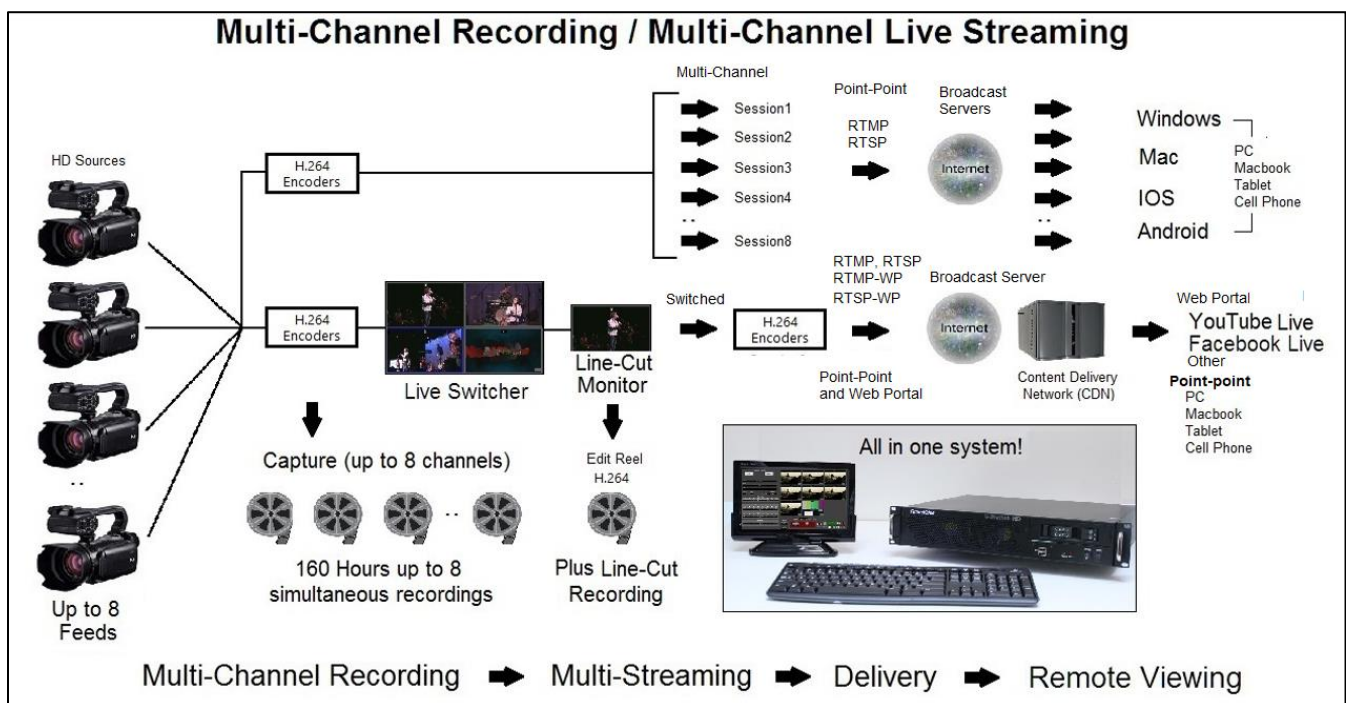 Multi-Channel Recording / Multi-Channel Live Streaming
HD Sources
Up to 8
Feeds
H.264
Encoders
Multi-Channel
Session1
Session2
Session3
Session4
..
Session8
Point-Point
RTMP
RTSP
Broadcast
Servers
Internet
..
Windows
Mac
IOS
Android
PC
Macbook
Tablet
Cell Phone
H.264
Encoders
Live Switcher
Line-Cut
Monitor
Switched
H.264
Encoders
RTMP, RTSP
RTMP-WP
RTSP-WP
Point-Point
and Web Portal
Broadcast Server
Internet
Content Delivery
Network (CDN)
Web Portal
YouTube Live
Facebook Live
Other
Point-point
PC
Macbook
Tablet
Cell Phone
..
Capture (up to 8 channels)
..
160 Hours up to 8
simultaneous recordings
Edit Reel
H.264
Plus Line-Cut
Recording
All in one system!
Multi-Channel Recording
Multi-Streaming
Delivery
Remote Viewing